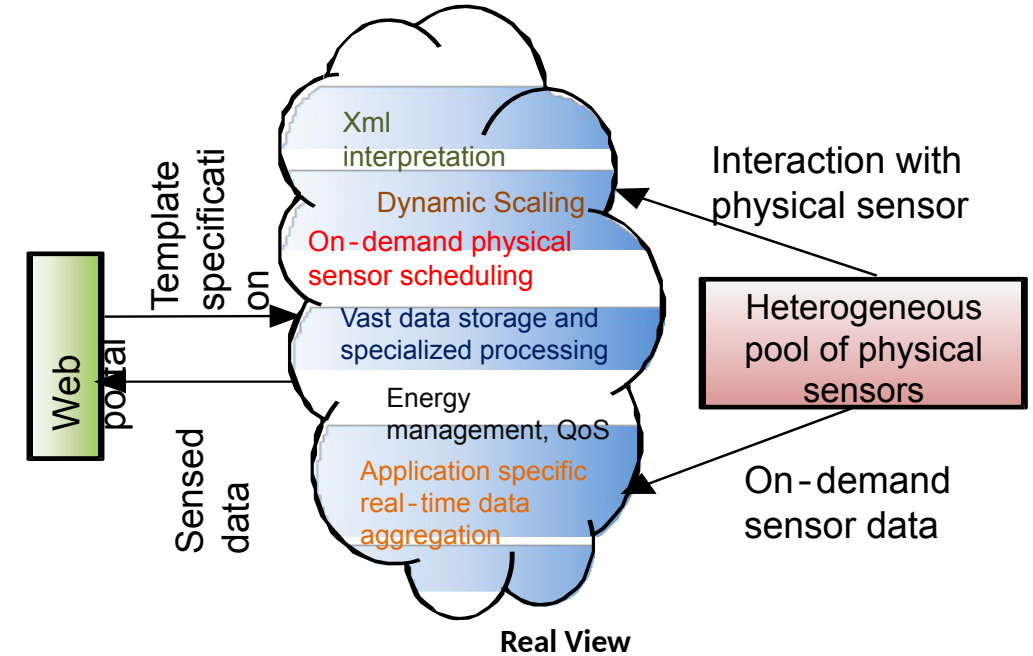 Web
portal
Template
specificati
on
Sensed
data
Xml
interpretation
Dynamic Scaling
On-demand physical
sensor scheduling
Vast data storage and
specialized processing
Energy
management, QoS
Application specific
real-time data
aggregation
Interaction with
physical sensor
Heterogeneous
pool of physical
sensors
On-demand
sensor data
Real View